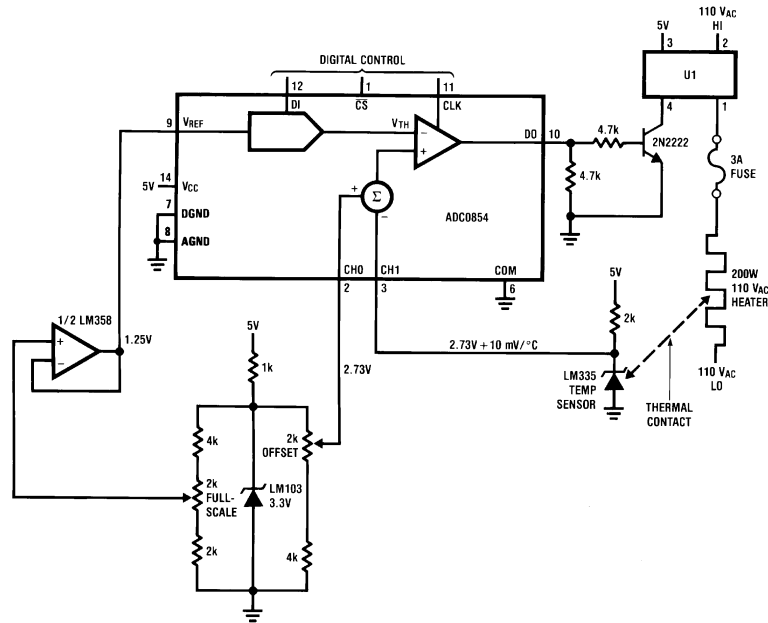 DIGITAL CONTROL
12
1
11
DI
CS
CLK
9
VREF
VTH
−
+
DO
10
14
5V
VCC
7
DGND
8
AGND
+
Σ
−
ADC0854
CH0
CH1
COM
2
3
6
4.7k
4.7k
2N2222
5V
110 VAC
HI
3
2
U1
4
1
3A
FUSE
200W
110 VAC
HEATER
110 VAC
LO
5V
2k
2.73V + 10 mV/°C
LM335
TEMP
SENSOR
THERMAL
CONTACT
1/2 LM358
+
−
1.25V
5V
1k
2.73V
4k
2k
OFFSET
2k
FULL-
SCALE
LM103
3.3V
2k
4k